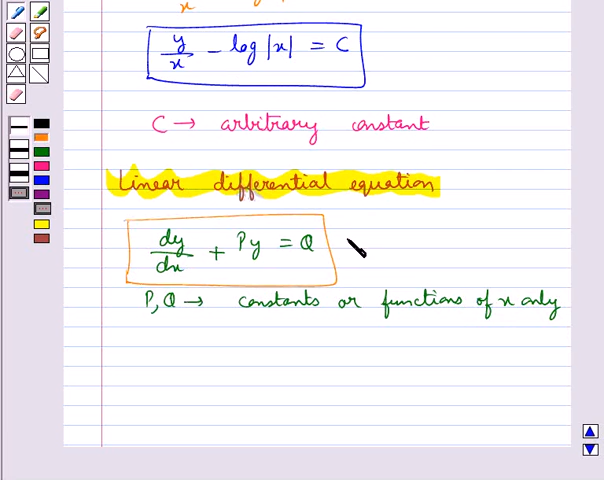 y/x - log |x| = C
C → arbitrary constant
Linear differential equation
dy/dx + Py = Q
P, Q → constants or functions of x only